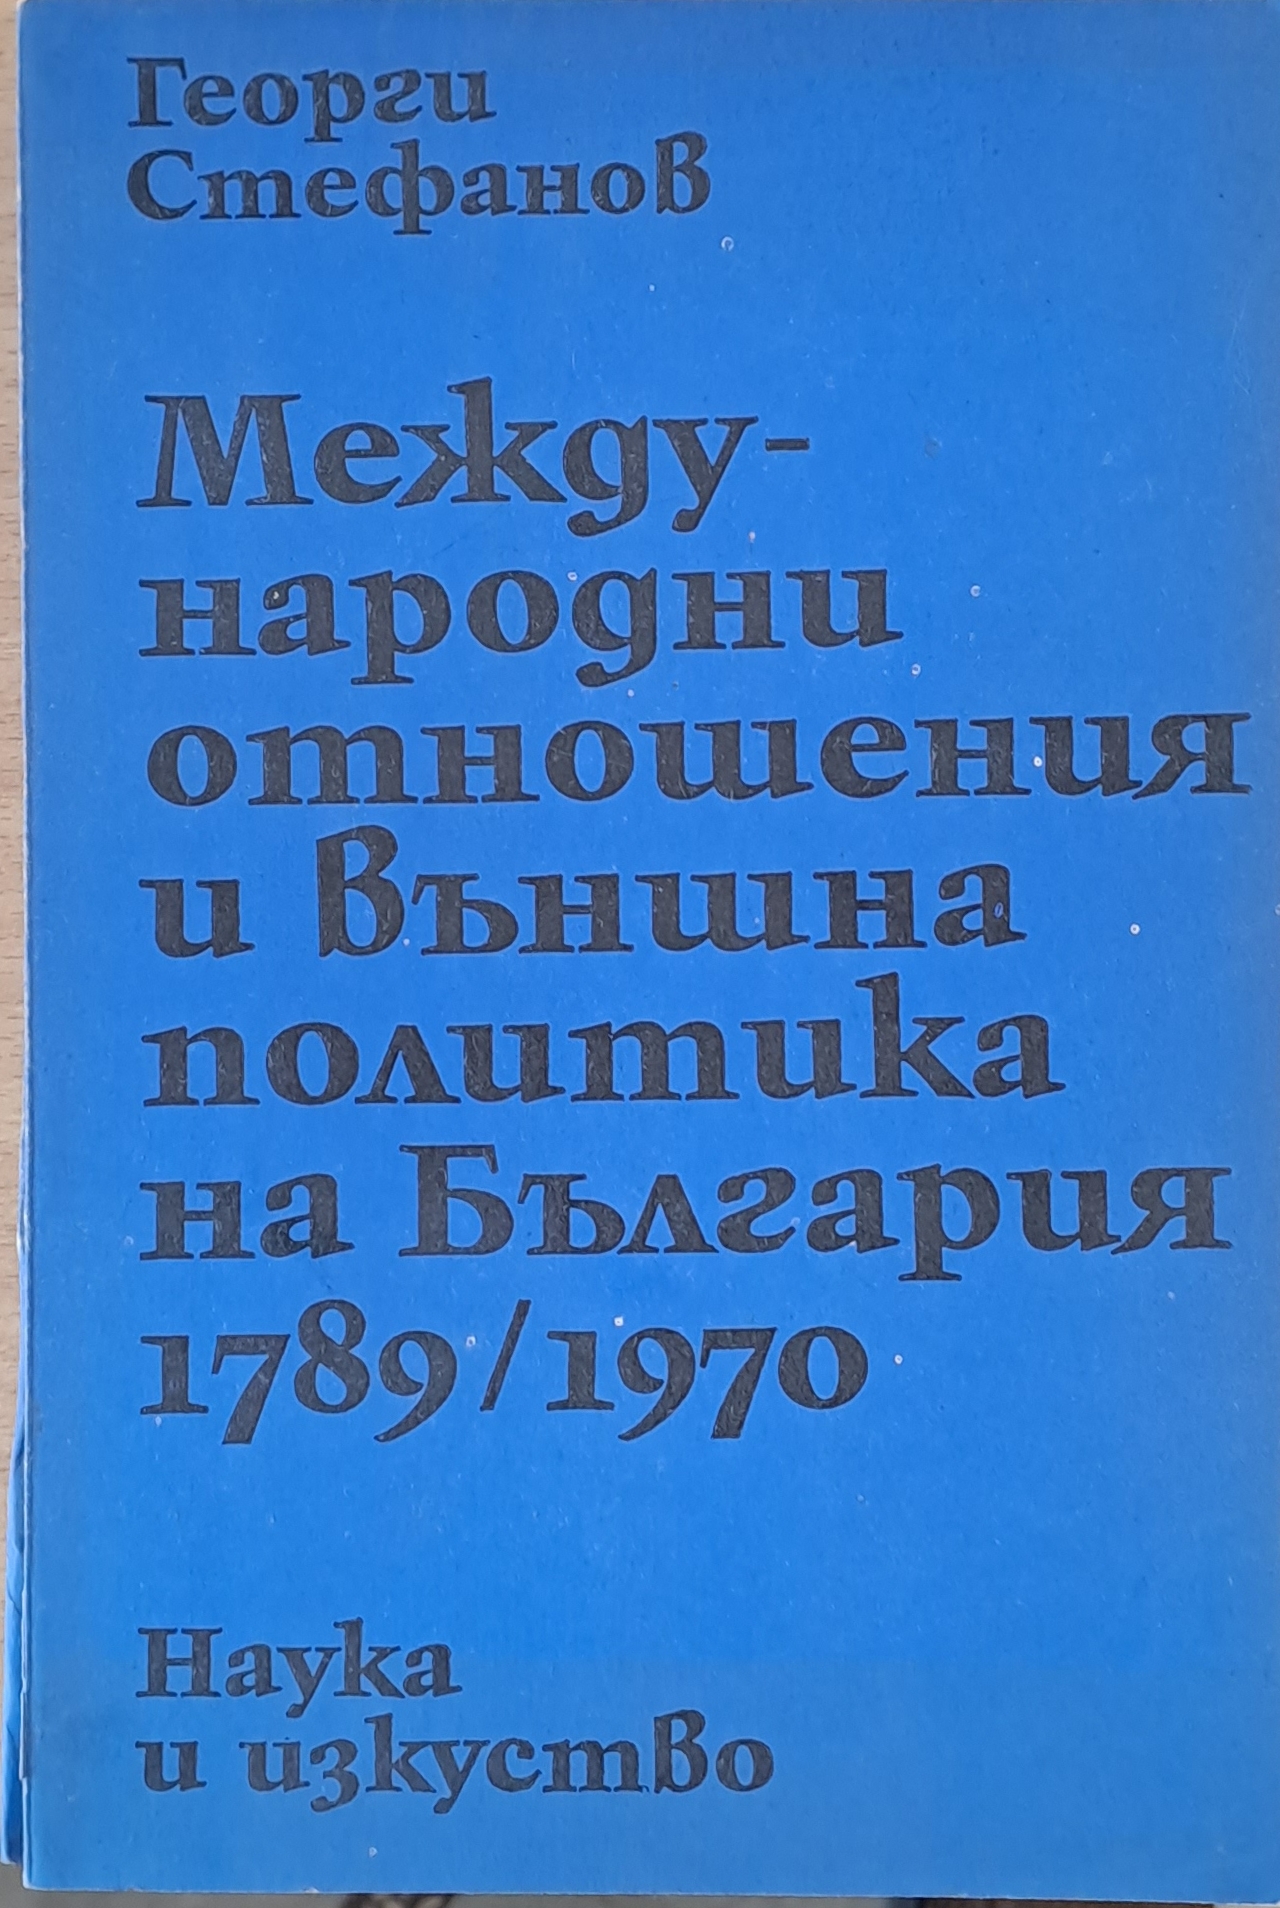 Георги
Стефанов
Между-
народни
отношения
и външна
политика
на България
1789/1970
Наука
и изкуство